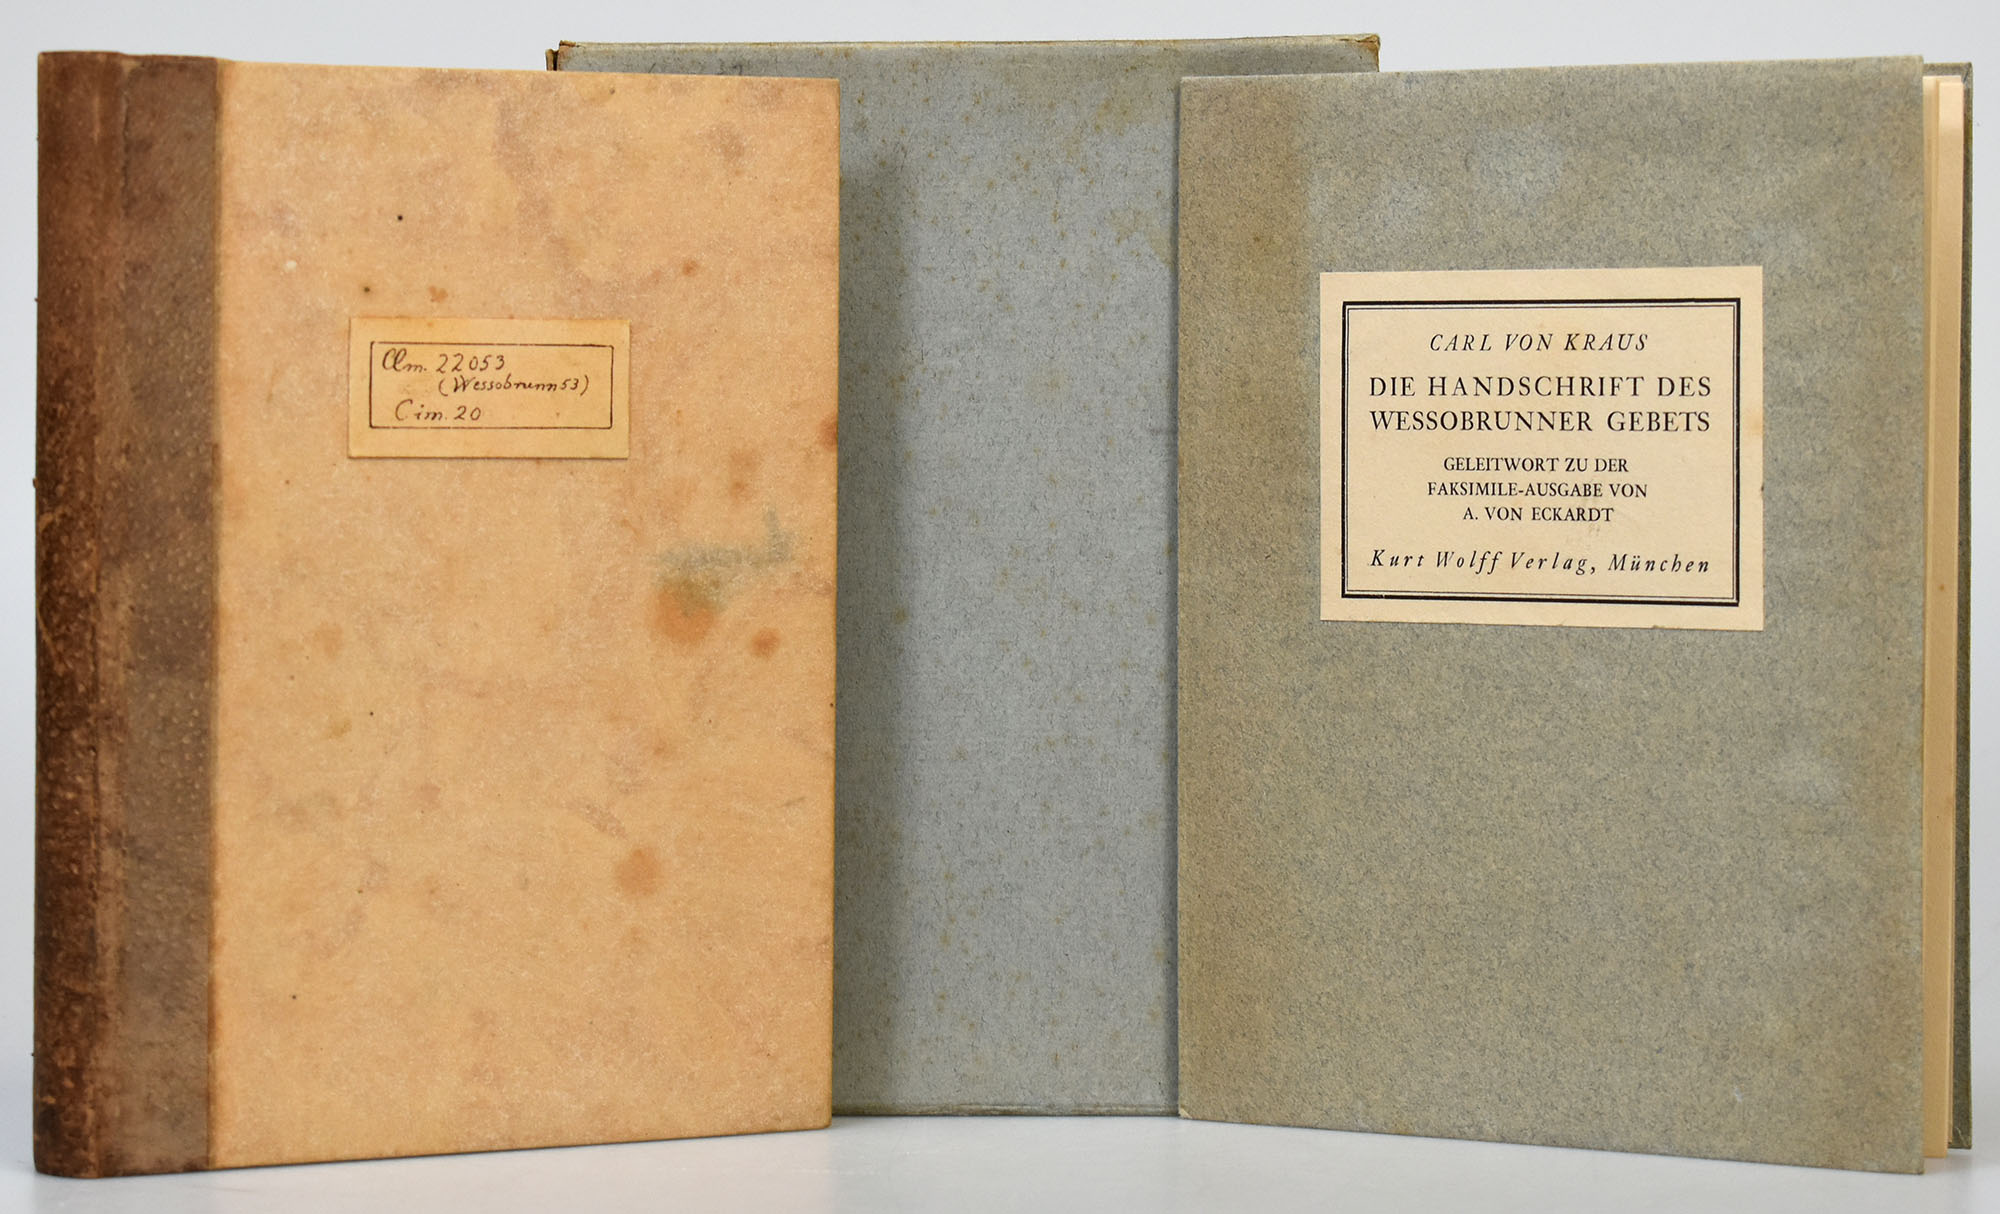 Clm. 22053
(Wessobrunn 53)
Cim. 20
CARL VON KRAUS
DIE HANDSCHRIFT DES
WESSOBRUNNER GEBETS
GELEITWORT ZU DER
FAKSIMILE-AUSGABE VON
A. VON ECKARDT
Kurt Wolff Verlag, München